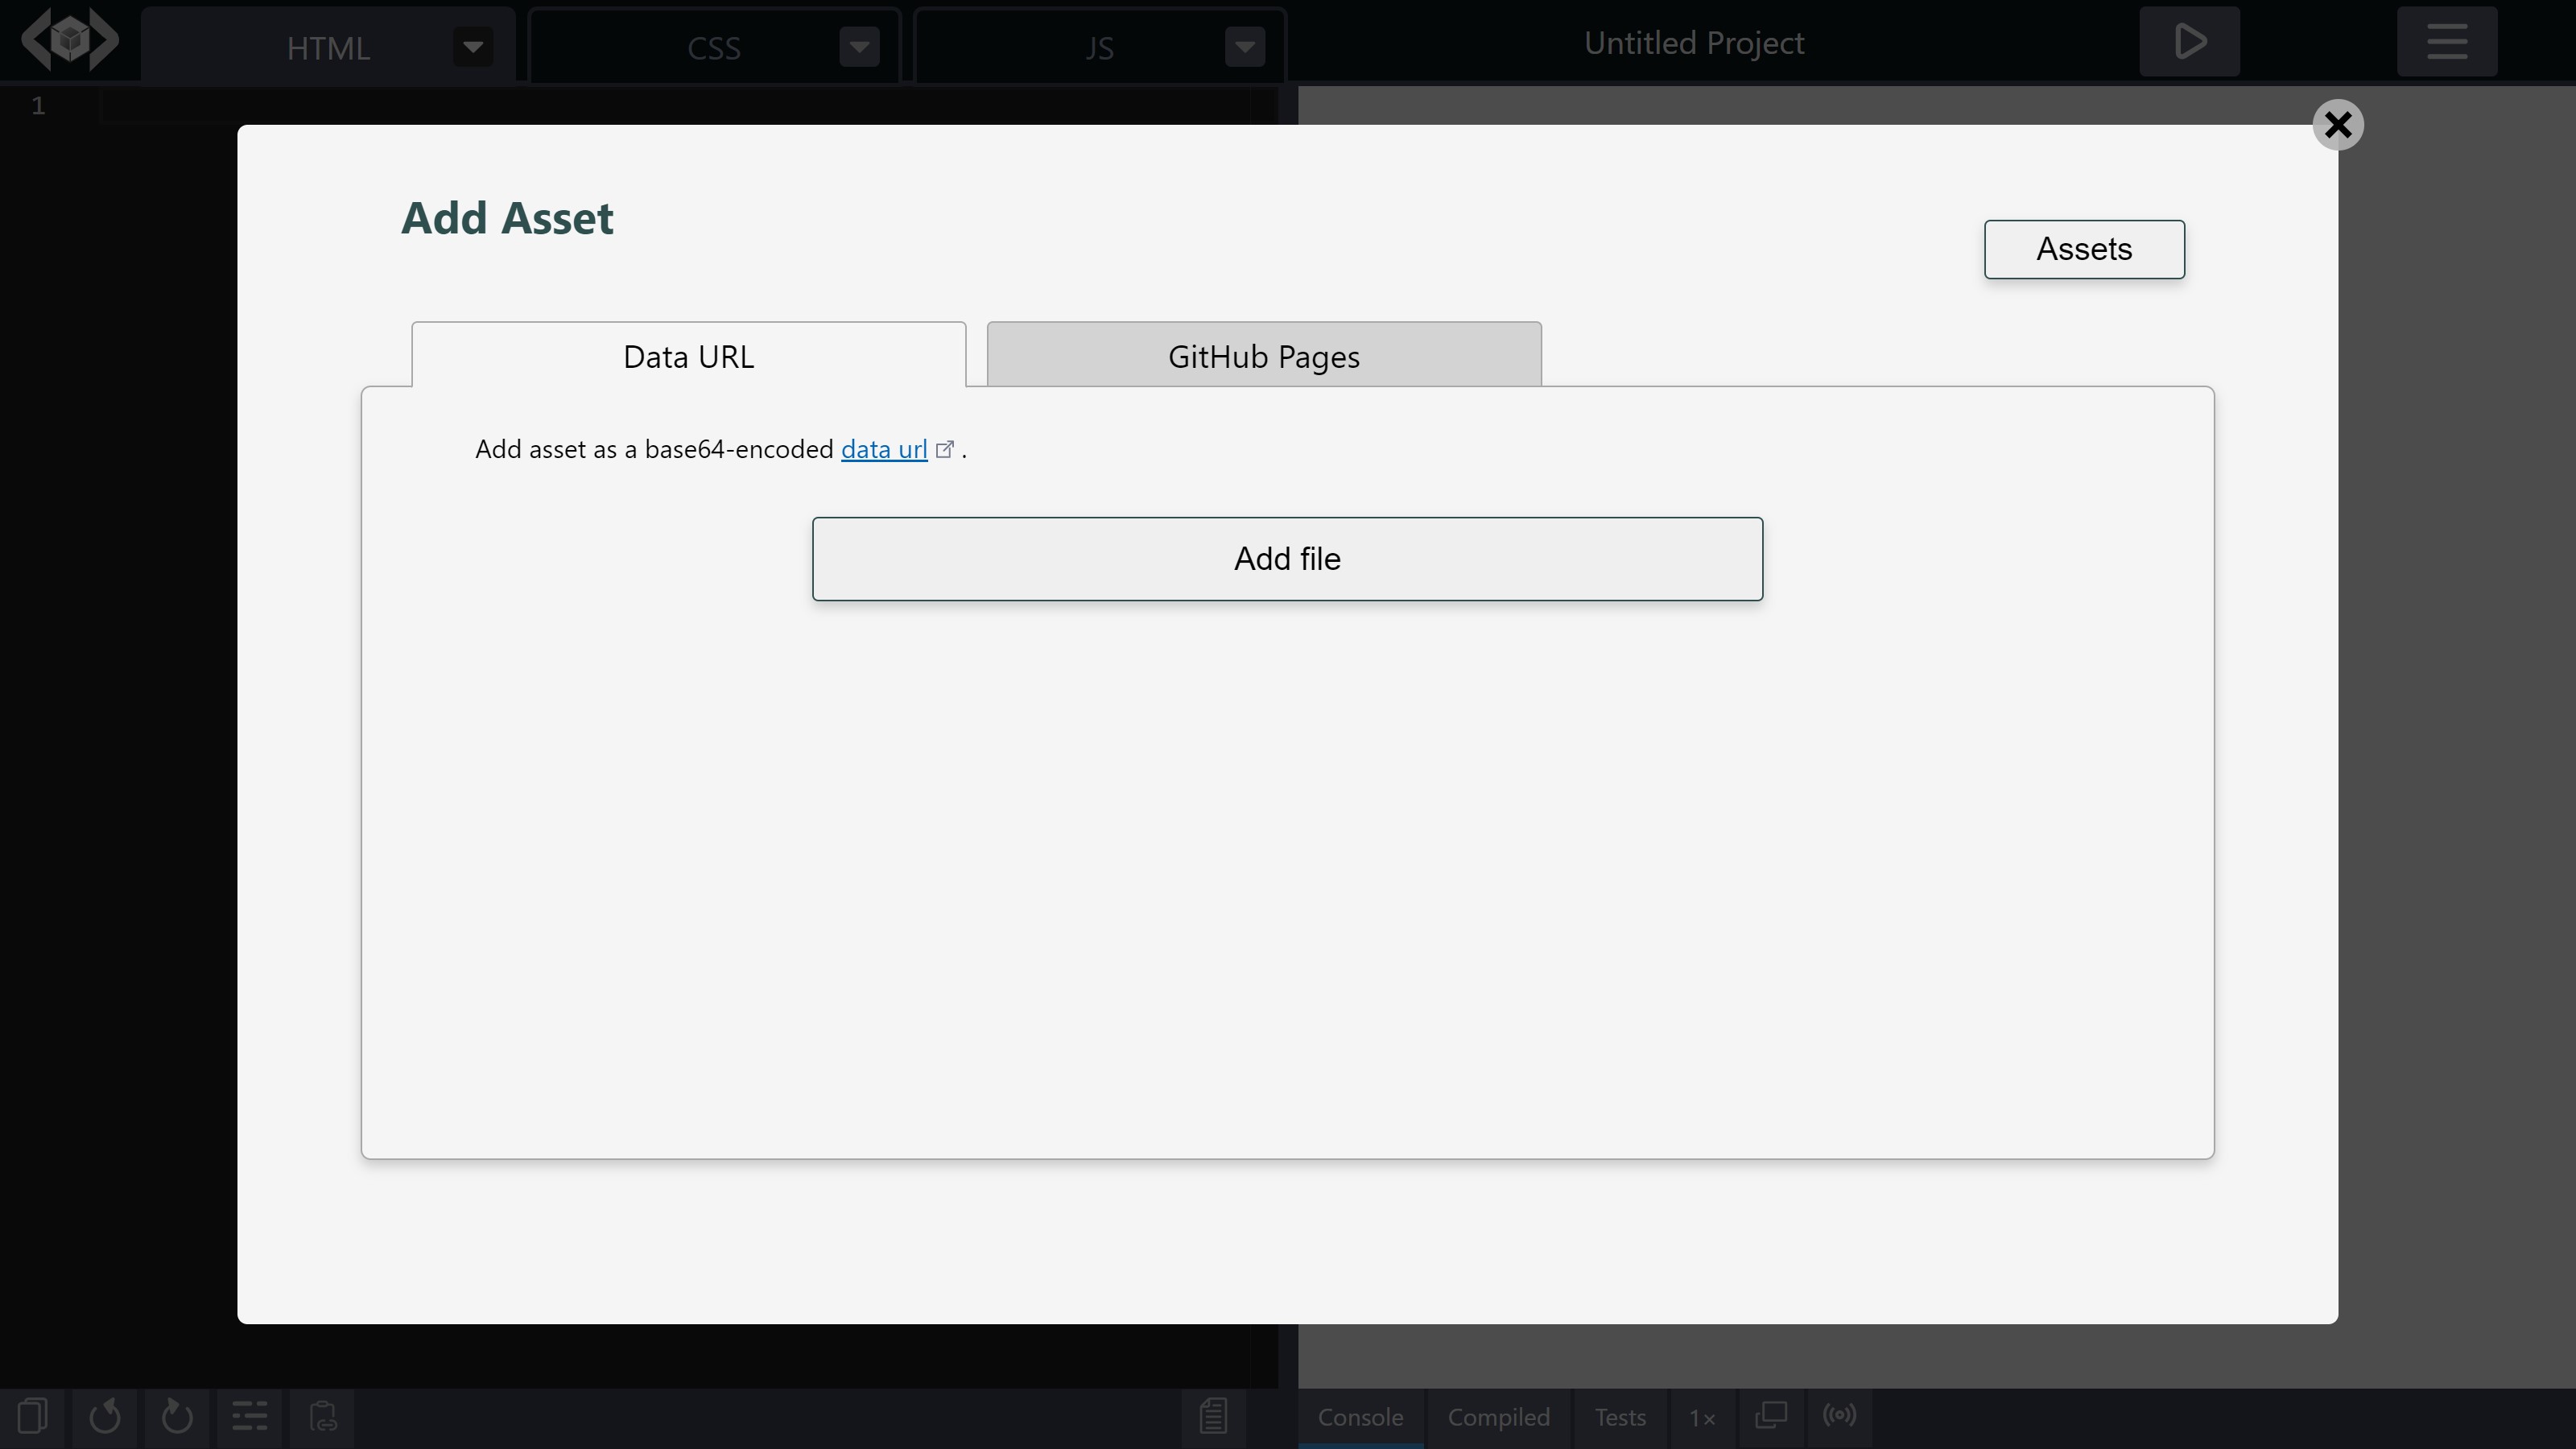 HTML
CSS
JS
Untitled Project
1
Add Asset
Assets
Data URL
GitHub Pages
Add asset as a base64-encoded data url .
Add file
Console
Compiled
Tests
1×